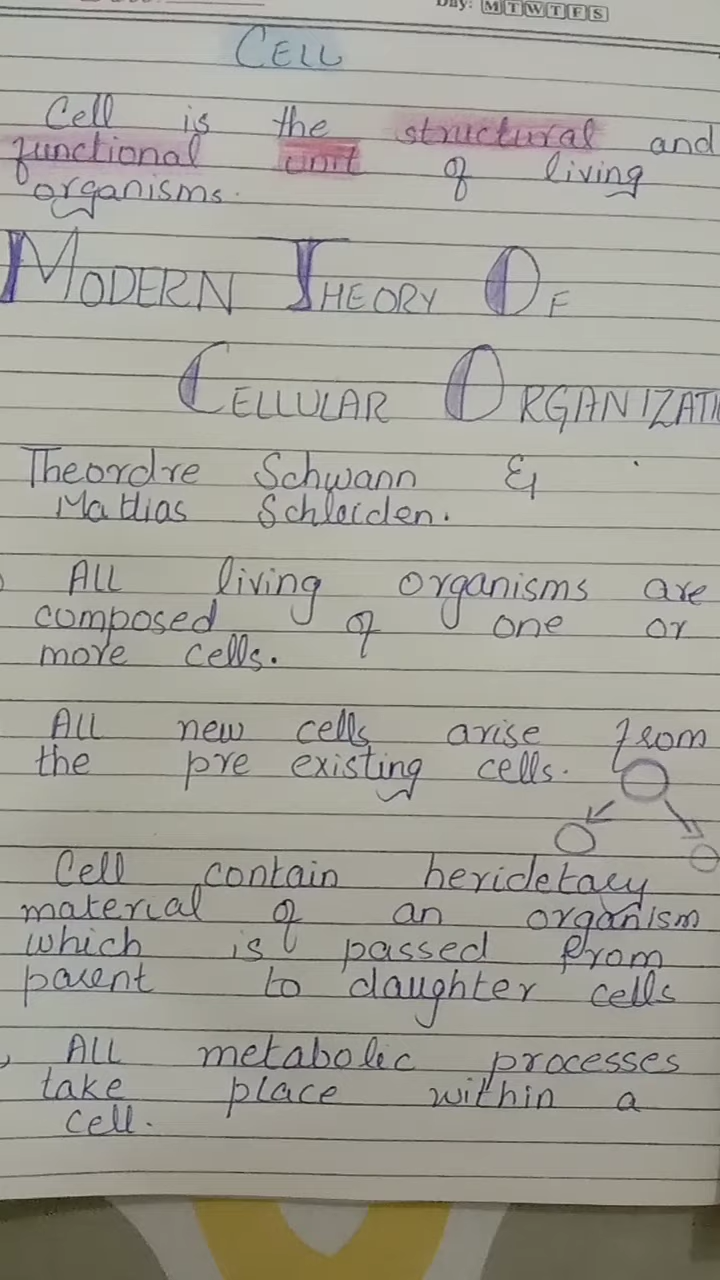 Day: M T W T F S
CELL
Cell is the structural and
functional unit of living
organisms.
MODERN THEORY OF
CELLULAR ORGANIZATI
Theordre Schwann &
Mattias Schleiden.
All living organisms are
composed of one or
more cells.
All new cells arise from
the pre existing cells.
Cell contain heridetacy
material of an organism
which is passed from
parent to daughter cells
All metabolic processes
take place within a
cell.